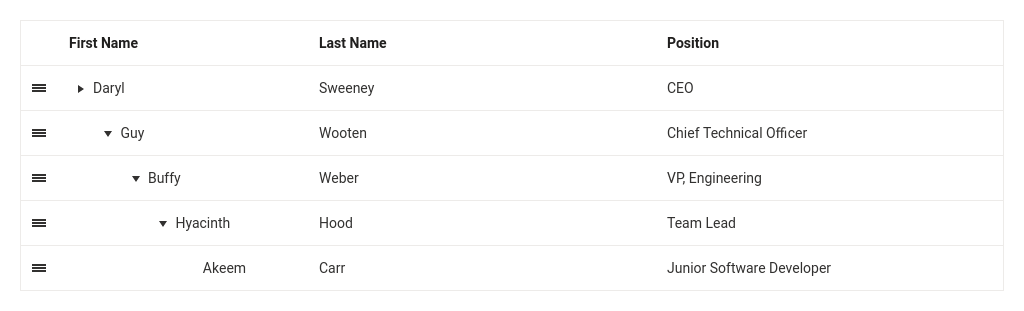 First Name Last Name Position
Daryl Sweeney CEO
Guy Wooten Chief Technical Officer
Buffy Weber VP, Engineering
Hyacinth Hood Team Lead
Akeem Carr Junior Software Developer